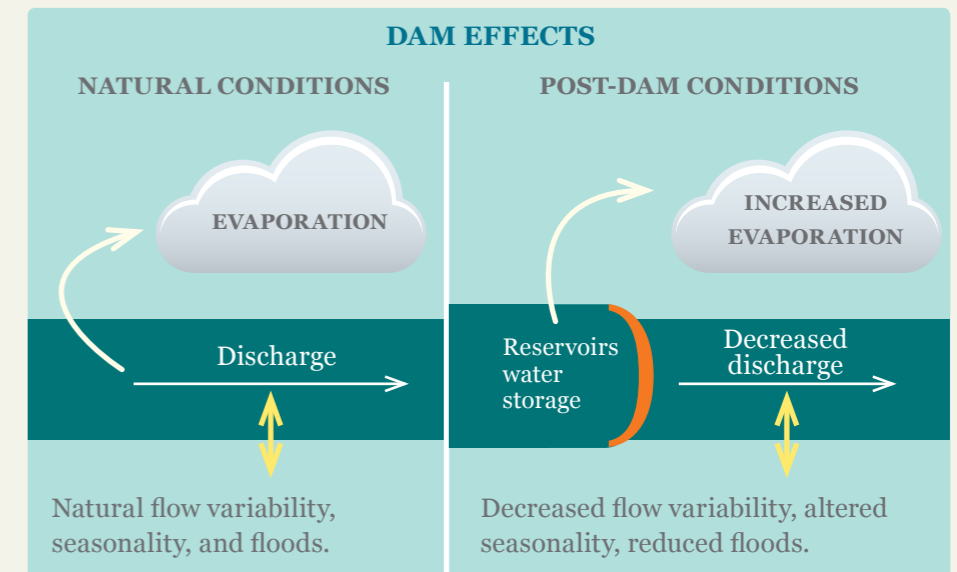 DAM EFFECTS
NATURAL CONDITIONS
EVAPORATION
Discharge
Natural flow variability,
seasonality, and floods.
POST-DAM CONDITIONS
INCREASED
EVAPORATION
Reservoirs
water
storage
Decreased
discharge
Decreased flow variability, altered
seasonality, reduced floods.